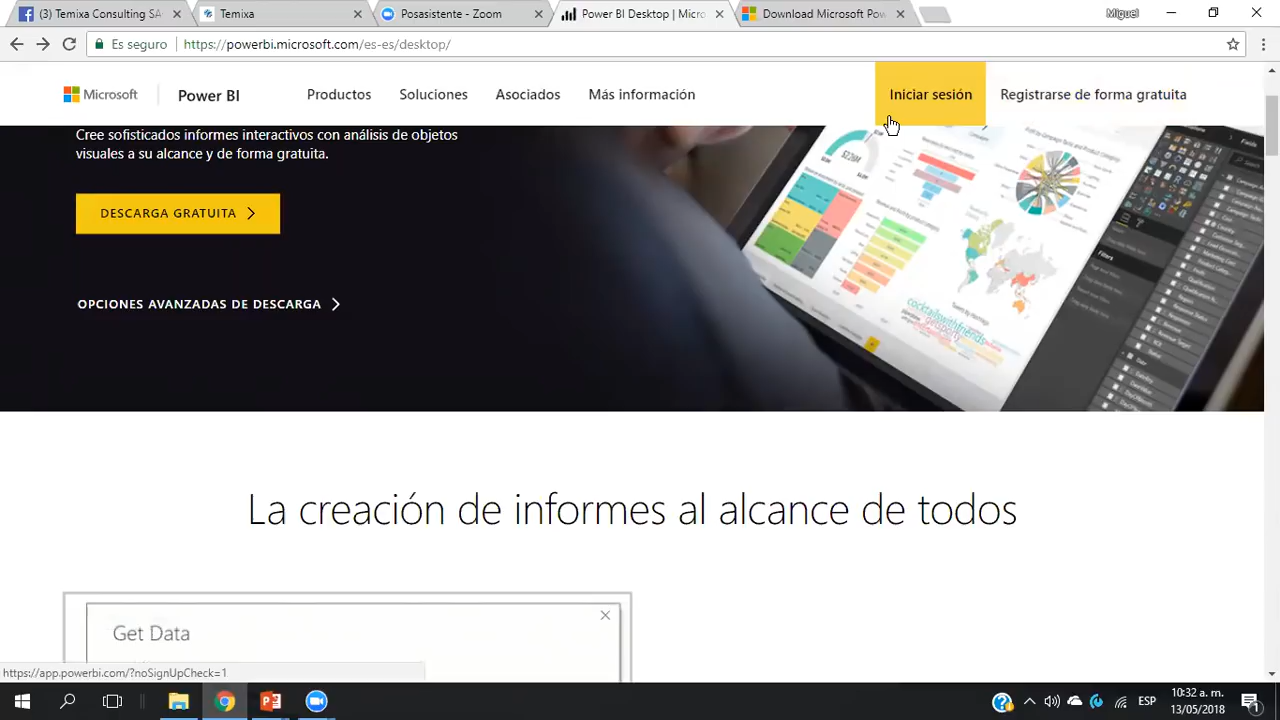 (3) Temixa Consulting SA
Temixa
Posasistente - Zoom
Power BI Desktop | Micro
Download Microsoft Pow
Miguel
Es seguro
https://powerbi.microsoft.com/es-es/desktop/
Microsoft
Power BI
Productos
Soluciones
Asociados
Más información
Iniciar sesión
Registrarse de forma gratuita
Cree sofisticados informes interactivos con análisis de objetos
visuales a su alcance y de forma gratuita.
DESCARGA GRATUITA
OPCIONES AVANZADAS DE DESCARGA
cocktailswithfriends
Filters
Fields
La creación de informes al alcance de todos
Get Data
https://app.powerbi.com/?noSignUpCheck=1
ESP
10:32 a. m.
13/05/2018